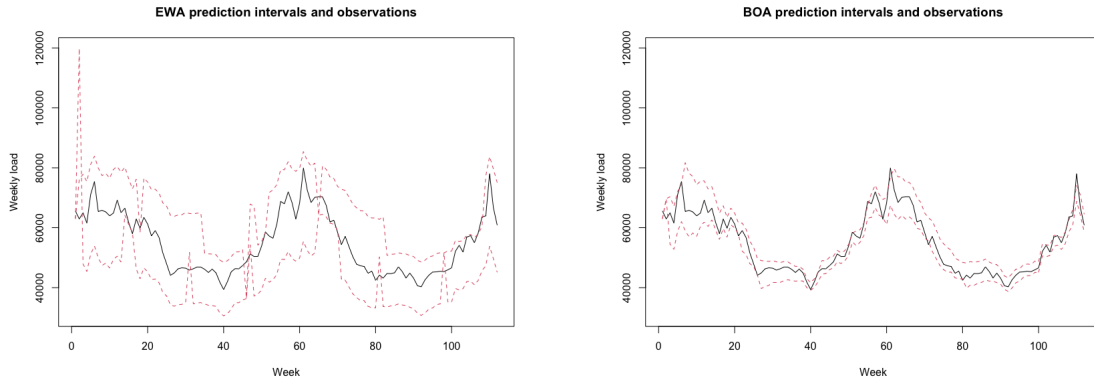 EWA prediction intervals and observations
Weekly load
120000
100000
80000
60000
40000
0 20 40 60 80 100
Week
BOA prediction intervals and observations
Weekly load
120000
100000
80000
60000
40000
0 20 40 60 80 100
Week